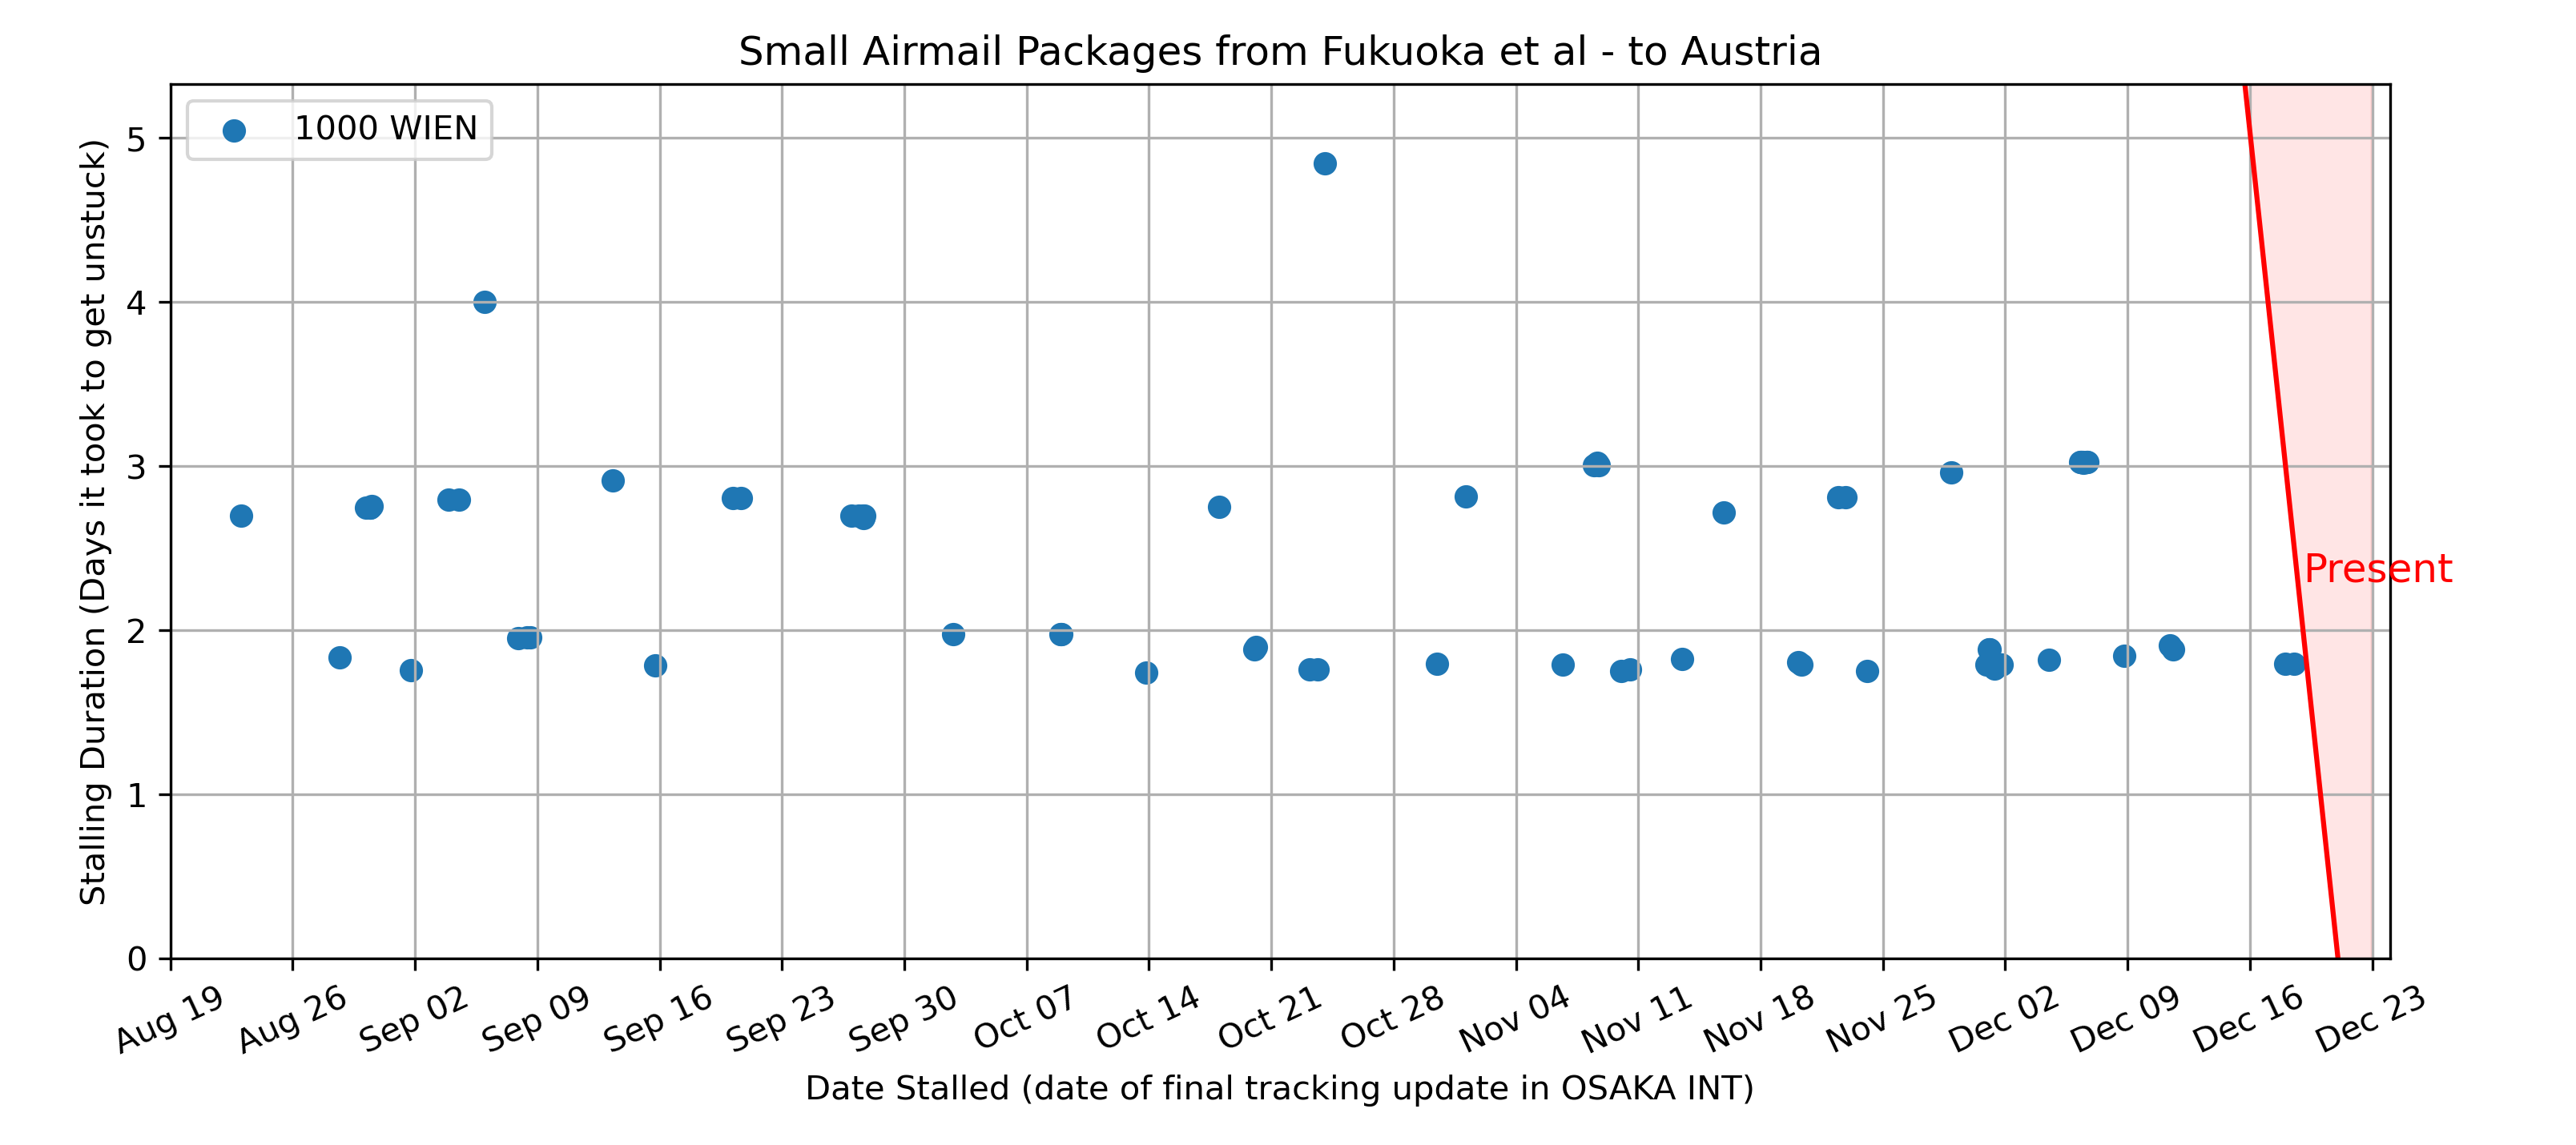 Small Airmail Packages from Fukuoka et al - to Austria
1000 WIEN
Stalling Duration (Days it took to get unstuck)
5
4
3
2
1
0
Present
Aug 19
Aug 26
Sep 02
Sep 09
Sep 16
Sep 23
Sep 30
Oct 07
Oct 14
Oct 21
Oct 28
Nov 04
Nov 11
Nov 18
Nov 25
Dec 02
Dec 09
Dec 16
Dec 23
Date Stalled (date of final tracking update in OSAKA INT)